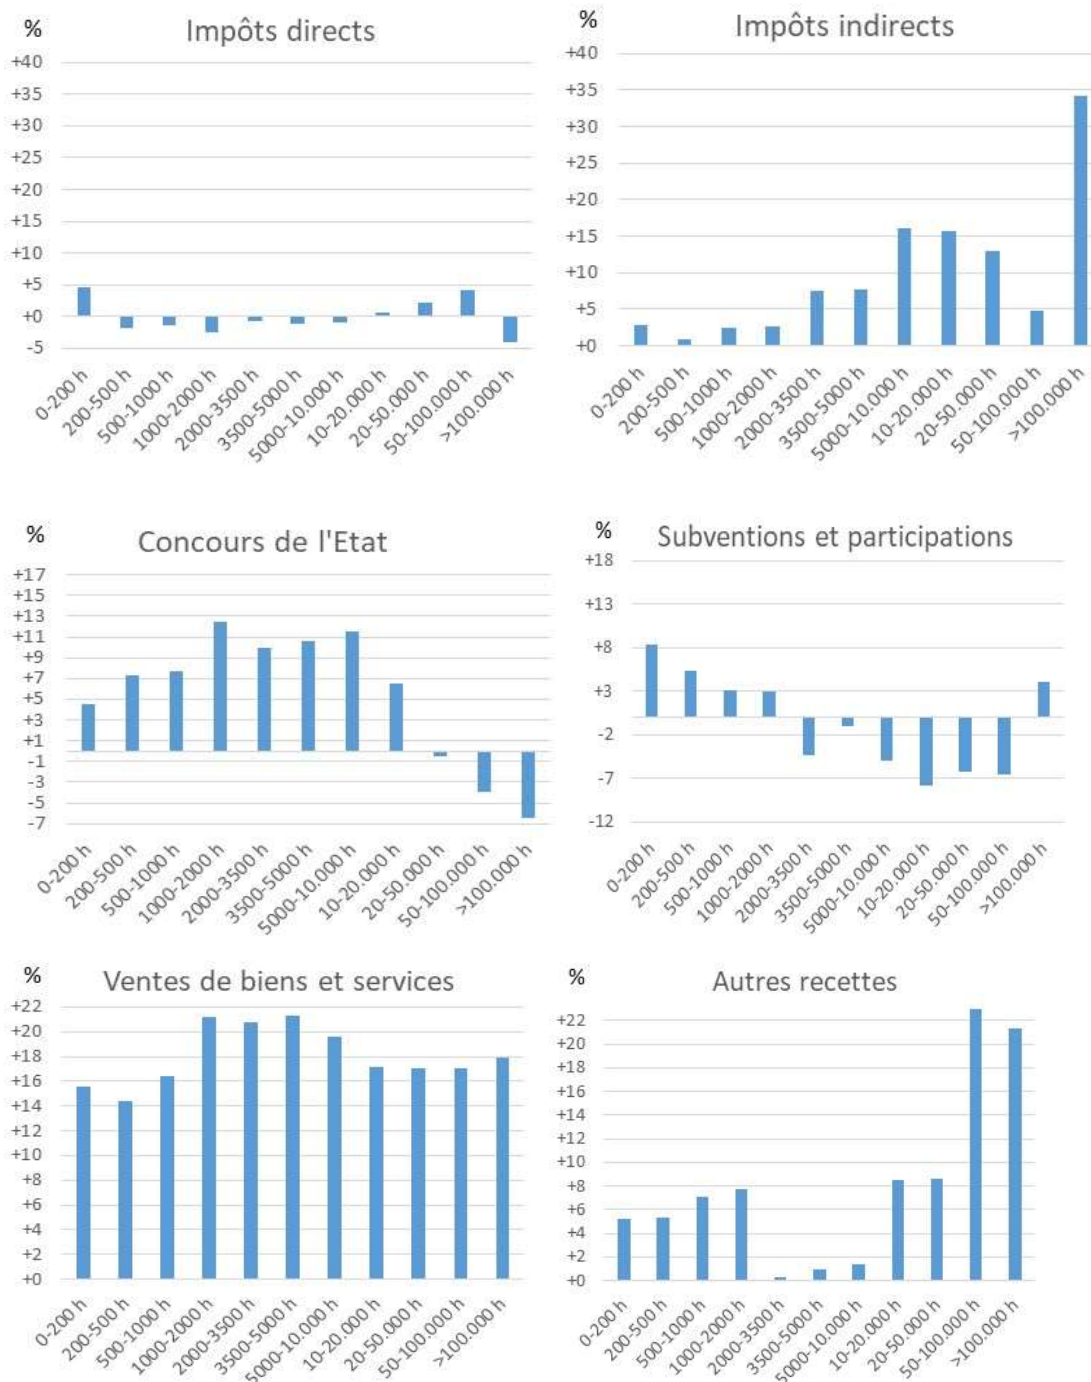 %
Impôts directs
+40
+35
+30
+25
+20
+15
+10
+5
+0
-5
0-200 h
200-500 h
500-1000 h
1000-2000 h
2000-3500 h
3500-5000 h
5000-10.000 h
10-20.000 h
20-50.000 h
50-100.000 h
>100.000 h
%
Impôts indirects
+40
+35
+30
+25
+20
+15
+10
+5
+0
0-200 h
200-500 h
500-1000 h
1000-2000 h
2000-3500 h
3500-5000 h
5000-10.000 h
10-20.000 h
20-50.000 h
50-100.000 h
>100.000 h
%
Concours de l'Etat
+17
+15
+13
+11
+9
+7
+5
+3
+1
-1
-3
-5
-7
0-200 h
200-500 h
500-1000 h
1000-2000 h
2000-3500 h
3500-5000 h
5000-10.000 h
10-20.000 h
20-50.000 h
50-100.000 h
>100.000 h
%
Subventions et participations
+18
+13
+8
+3
-2
-7
-12
0-200 h
200-500 h
500-1000 h
1000-2000 h
2000-3500 h
3500-5000 h
5000-10.000 h
10-20.000 h
20-50.000 h
50-100.000 h
>100.000 h
%
Ventes de biens et services
+22
+20
+18
+16
+14
+12
+10
+8
+6
+4
+2
+0
0-200 h
200-500 h
500-1000 h
1000-2000 h
2000-3500 h
3500-5000 h
5000-10.000 h
10-20.000 h
20-50.000 h
50-100.000 h
>100.000 h
%
Autres recettes
+22
+20
+18
+16
+14
+12
+10
+8
+6
+4
+2
+0
0-200 h
200-500 h
500-1000 h
1000-2000 h
2000-3500 h
3500-5000 h
5000-10.000 h
10-20.000 h
20-50.000 h
50-100.000 h
>100.000 h